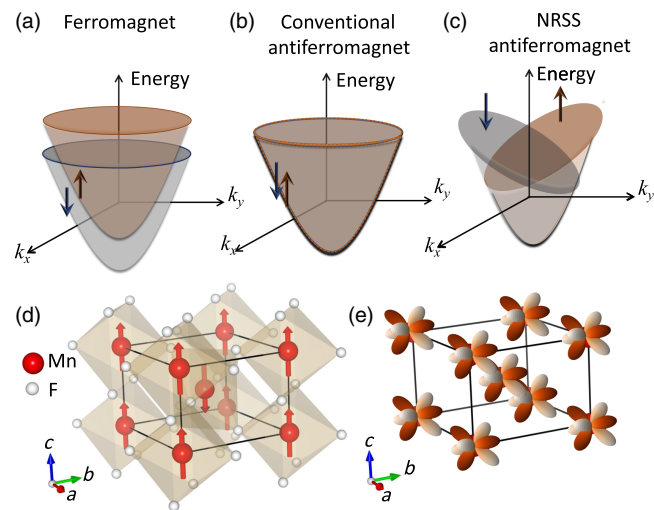 (a)
Ferromagnet
Energy
k_y
k_x
(b)
Conventional
antiferromagnet
Energy
k_y
k_x
(c)
NRSS
antiferromagnet
Energy
k_y
k_x
(d)
Mn
F
c
b
a
(e)
c
b
a